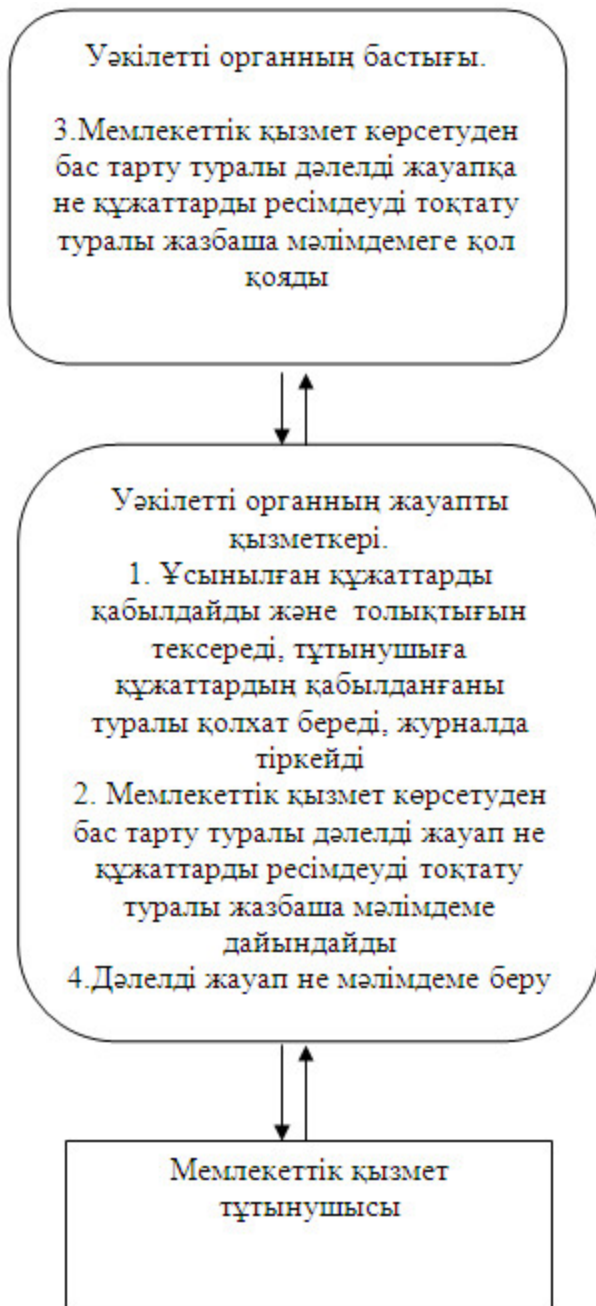 Уәкілетті органның бастығы.
3.Мемлекеттік қызмет көрсетуден
бас тарту туралы дәлелді жауапқа
не құжаттарды ресімдеуді тоқтату
туралы жазбаша мәлімдемеге қол
қояды
Уәкілетті органның жауапты
қызметкері.
1. Ұсынылған құжаттарды
қабылдайды және толықтығын
тексереді, тұтынушыға
құжаттардың қабылданғаны
туралы қолхат береді, журналда
тіркейді
2. Мемлекеттік қызмет көрсетуден
бас тарту туралы дәлелді жауап не
құжаттарды ресімдеуді тоқтату
туралы жазбаша мәлімдеме
дайындайды
4.Дәлелді жауап не мәлімдеме беру
Мемлекеттік қызмет
тұтынушысы